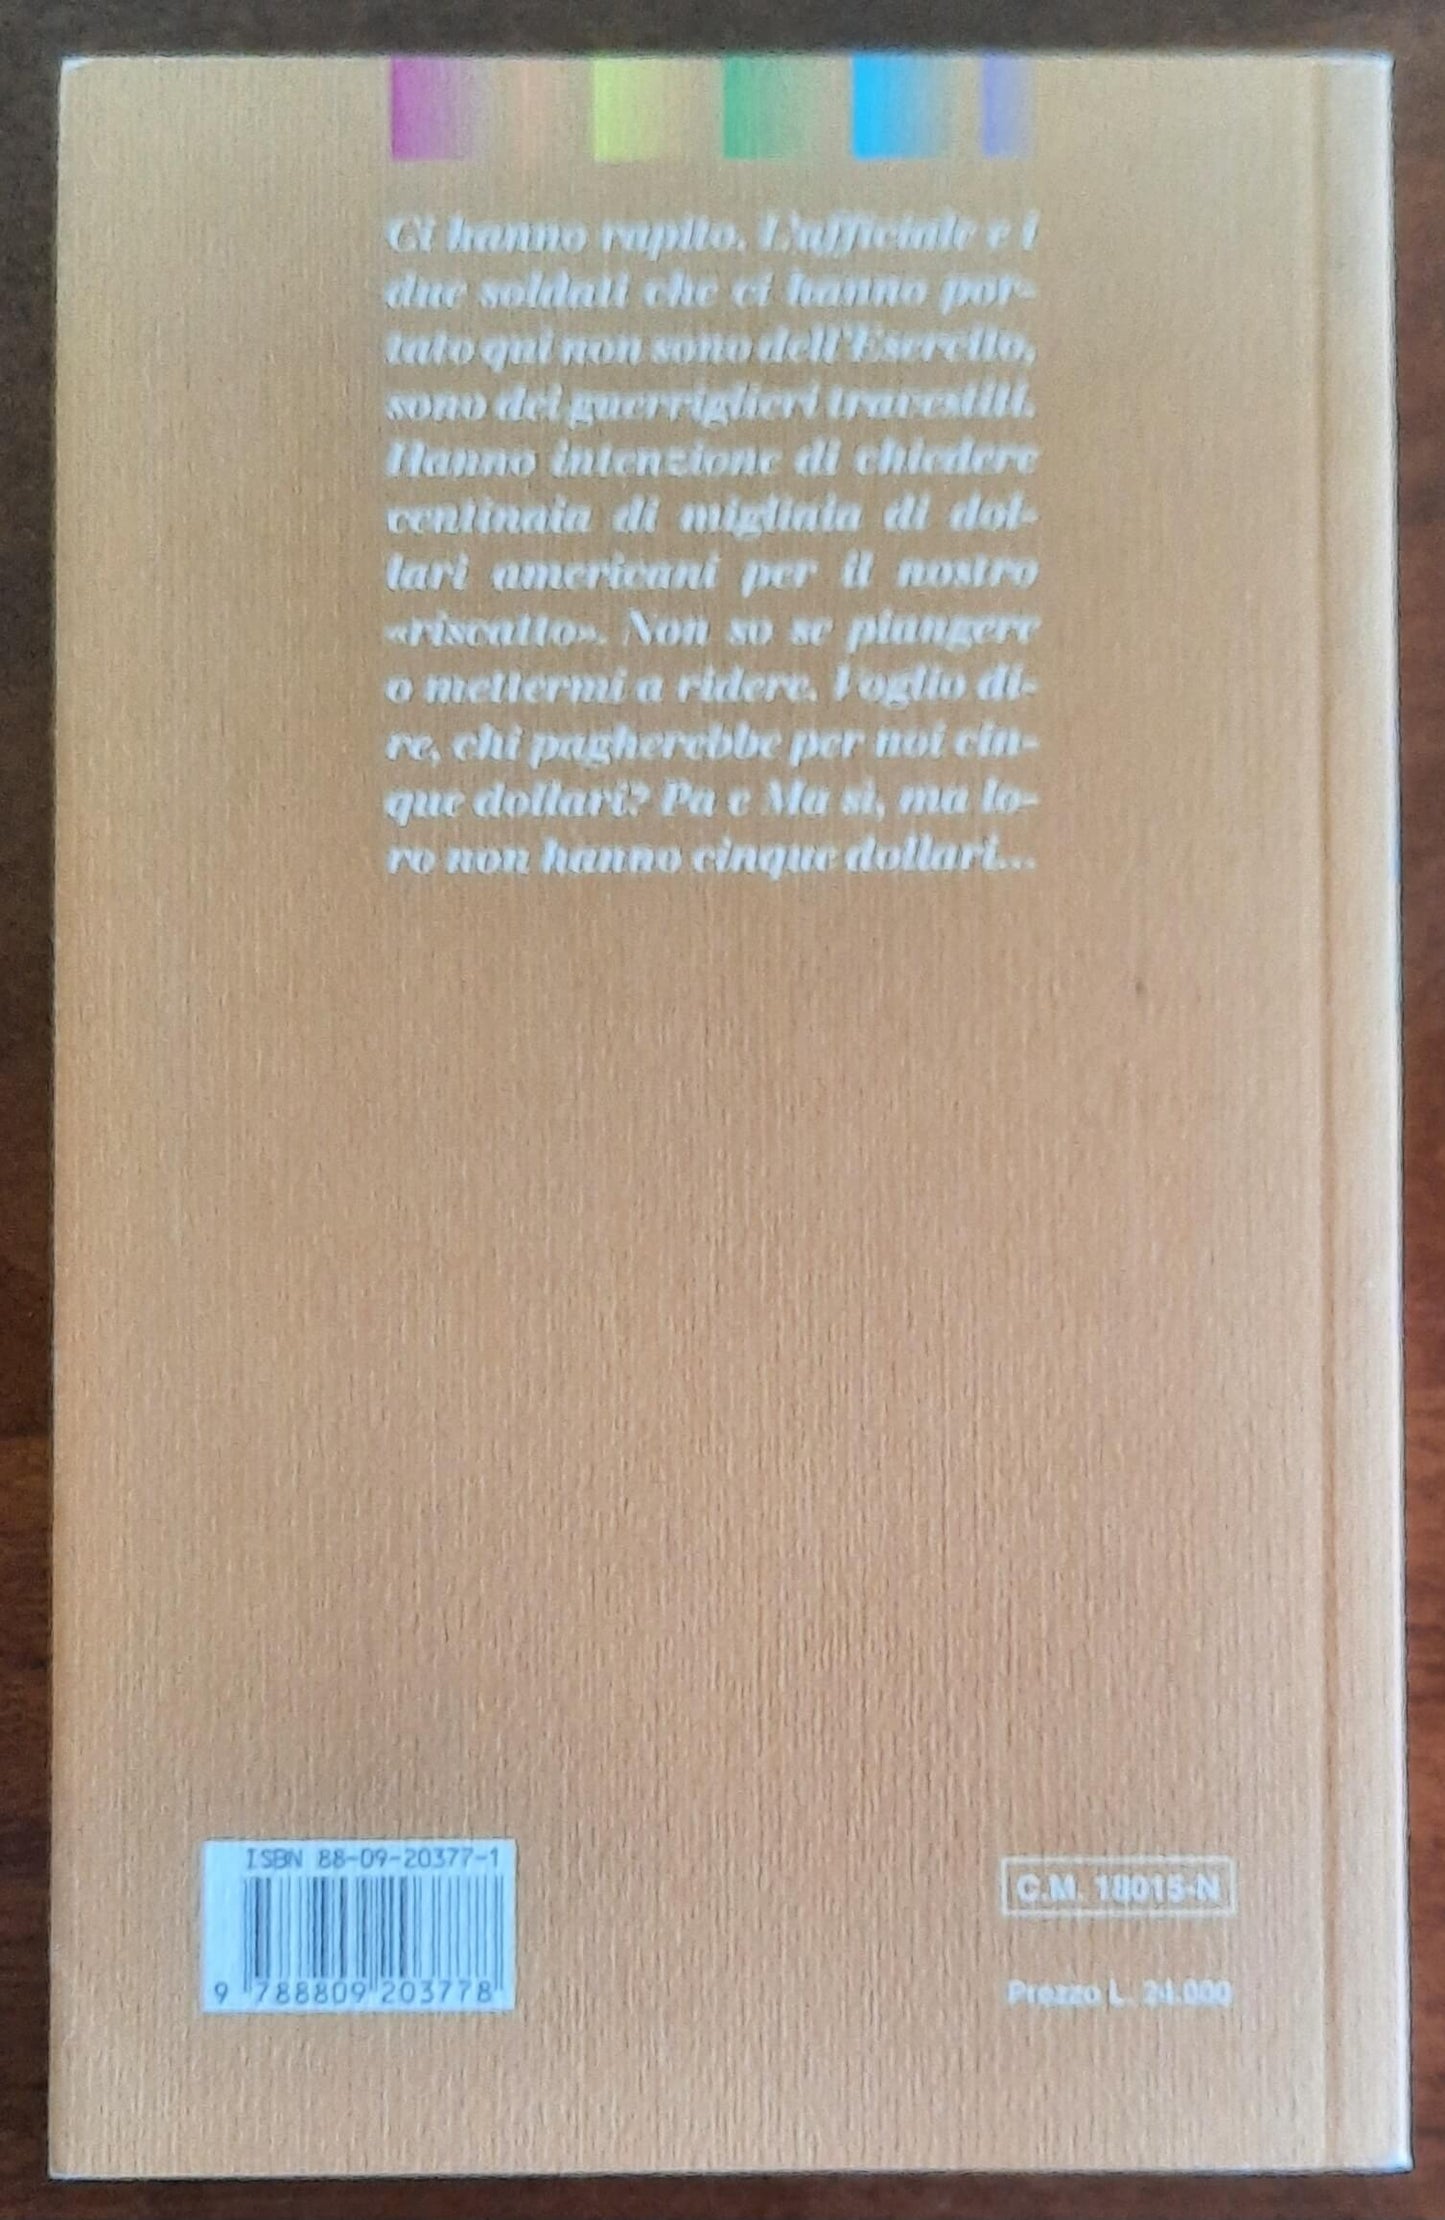 Ci hanno rapito. L'ufficiale e i
due soldati che ci hanno por-
tato qui non sono dell'Esercito,
sono dei guerriglieri travestiti.
Hanno intenzione di chiedere
centinaia di migliaia di dol-
lari americani per il nostro
«riscatto». Non so se piangere
o mettermi a ridere. Voglio di-
re, chi pagherebbe per noi cin-
que dollari? Pa e Ma sì, ma lo-
ro non hanno cinque dollari...
ISBN 88-09-20377-1
9 788809 203778
C.M. 18015-N
Prezzo L. 24.000